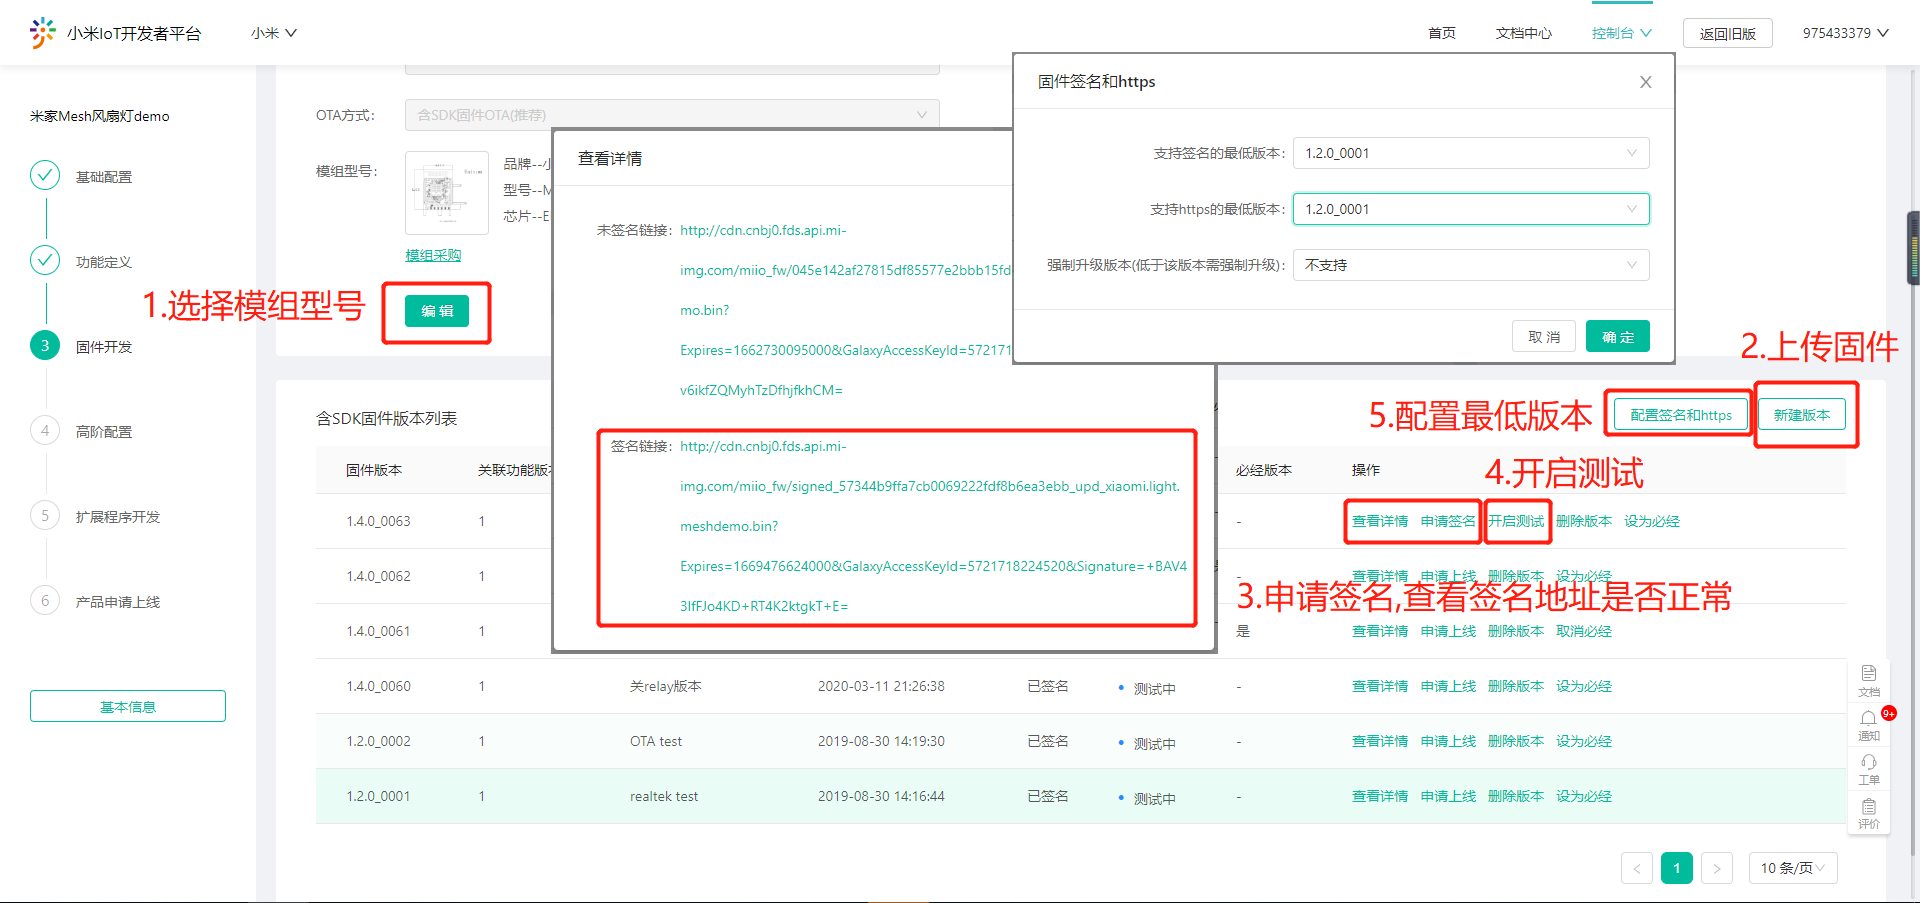 小米IoT开发者平台
小米
首页
文档中心
控制台
返回旧版
975433379
米家Mesh风扇灯demo
基础配置
功能定义
3
固件开发
4
高阶配置
5
扩展程序开发
6
产品申请上线
基本信息
OTA方式：
含SDK固件OTA(推荐)
模组型号：
品牌--小
型号--M
芯片--E
模组采购
编 辑
1.选择模组型号
查看详情
未签名链接：
http://cdn.cnbj0.fds.api.mi-
img.com/miio_fw/045e142af27815df85577e2bbb15fd
mo.bin?
Expires=1662730095000&GalaxyAccessKeyId=572171
v6ikfZQMyhTzDfhjfkhCM=
签名链接：
http://cdn.cnbj0.fds.api.mi-
img.com/miio_fw/signed_57344b9ffa7cb0069222fdf8b6ea3ebb_upd_xiaomi.light.
meshdemo.bin?
Expires=1669476624000&GalaxyAccessKeyId=5721718224520&Signature=+BAV4
3IfFJo4KD+RT4K2ktgkT+E=
固件签名和https
支持签名的最低版本：
1.2.0_0001
支持https的最低版本：
1.2.0_0001
强制升级版本(低于该版本需强制升级)：
不支持
取 消
确 定
2.上传固件
5.配置最低版本
配置签名和https
新建版本
4.开启测试
3.申请签名,查看签名地址是否正常
含SDK固件版本列表
固件版本
关联功能版本
必经版本
操作
1.4.0_0063 1 - 查看详情 申请签名 开启测试 删除版本 设为必经
1.4.0_0062 1 - 查看详情 申请上线 删除版本 设为必经
1.4.0_0061 1 是 查看详情 申请上线 删除版本 取消必经
1.4.0_0060 1 关relay版本 2020-03-11 21:26:38 已签名 测试中 - 查看详情 申请上线 删除版本 设为必经
1.2.0_0002 1 OTA test 2019-08-30 14:19:30 已签名 测试中 - 查看详情 申请上线 删除版本 设为必经
1.2.0_0001 1 realtek test 2019-08-30 14:16:44 已签名 测试中 - 查看详情 申请上线 删除版本 设为必经
文档
9+
通知
工单
评价
< 1 > 10 条/页